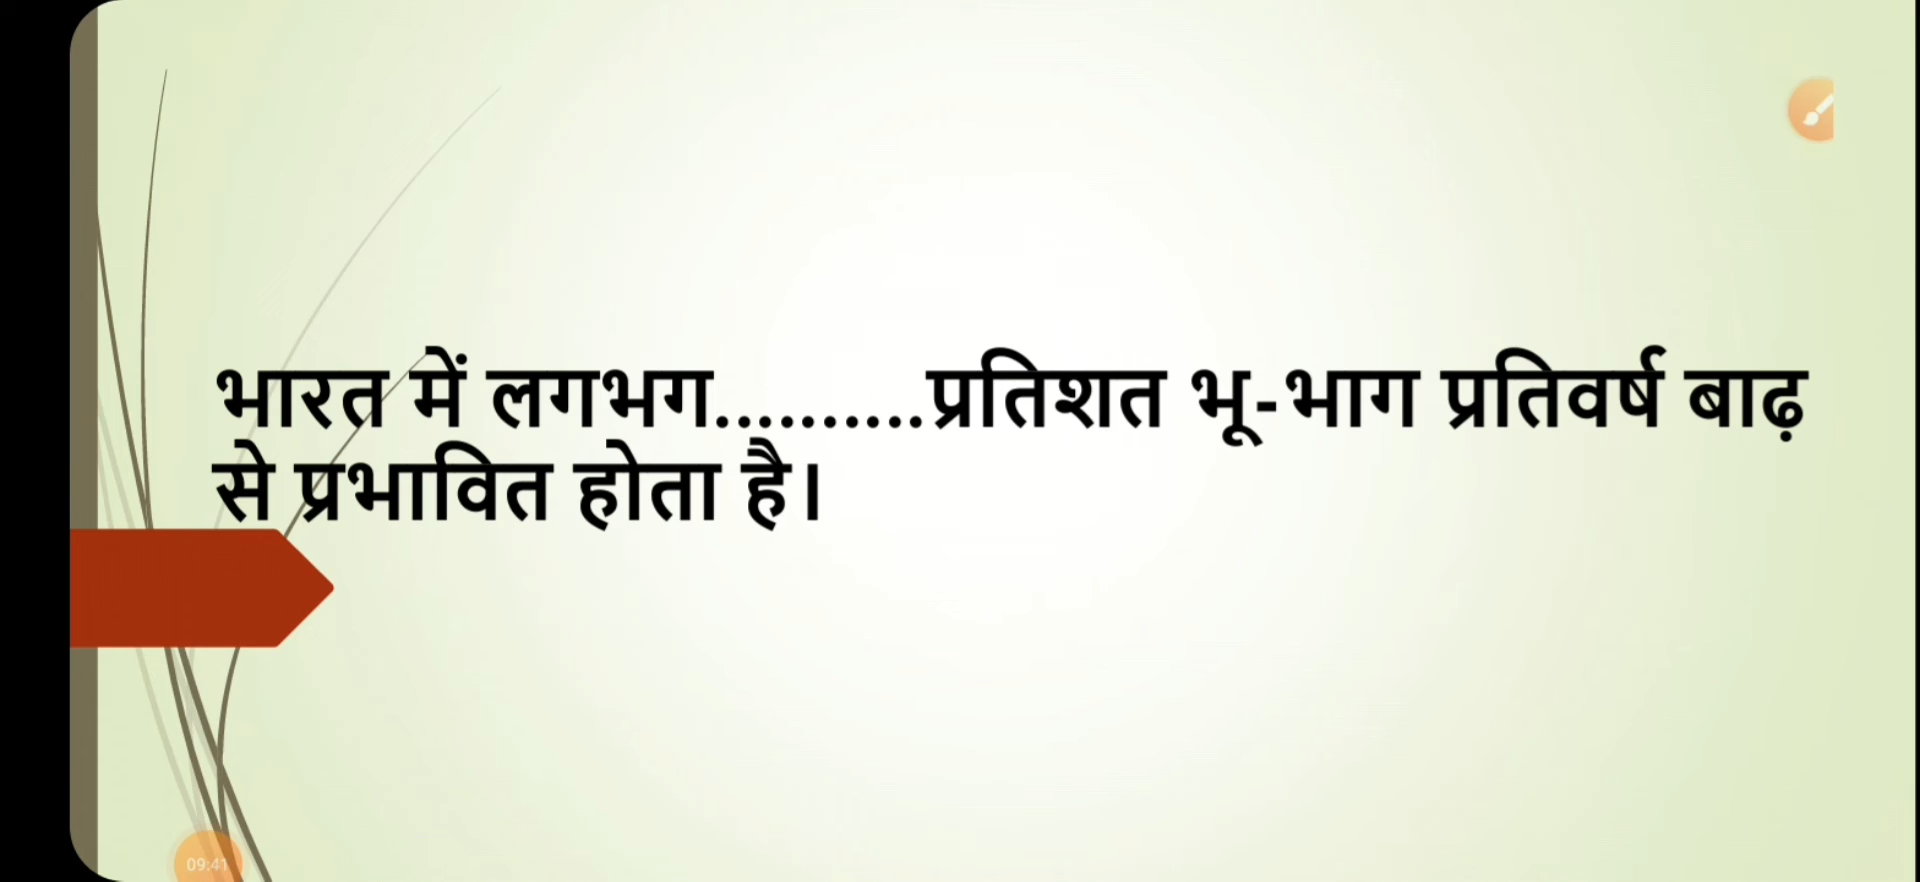 भारत में लगभग..........प्रतिशत भू-भाग प्रतिवर्ष बाढ़
से प्रभावित होता है।
09:41